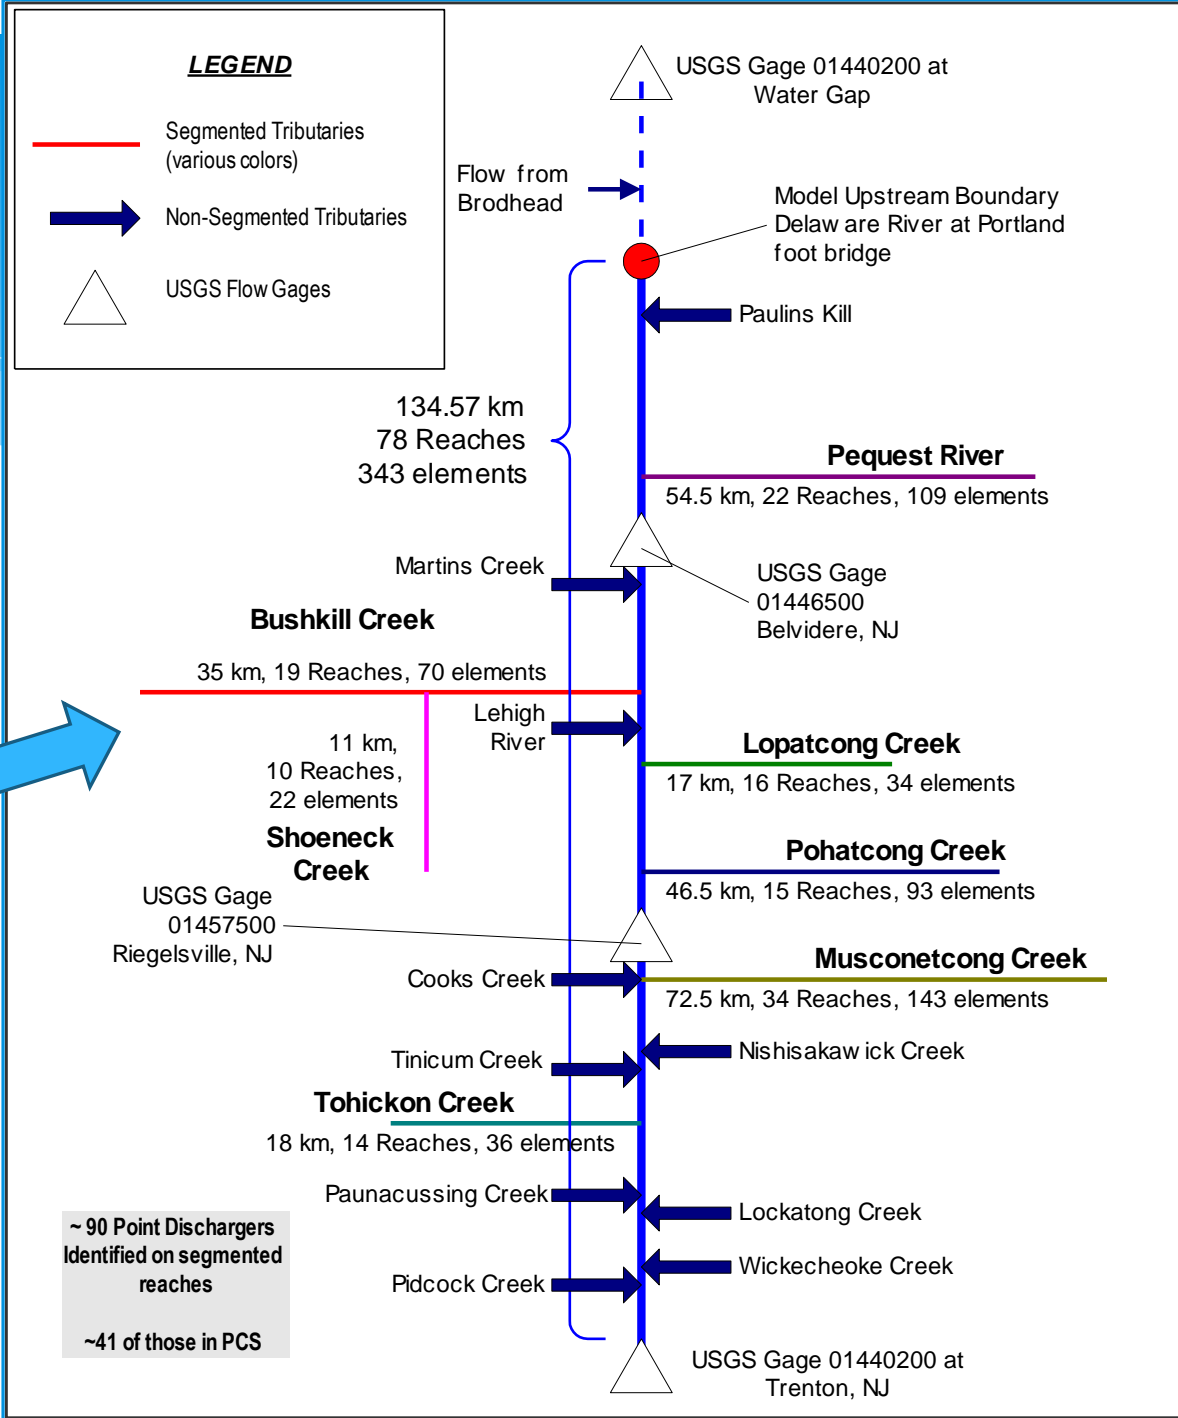 LEGEND
Segmented Tributaries
(various colors)
Non-Segmented Tributaries
USGS Flow Gages
USGS Gage 01440200 at
Water Gap
Flow from
Brodhead
Model Upstream Boundary
Delaware River at Portland
foot bridge
Paulins Kill
134.57 km
78 Reaches
343 elements
Pequest River
54.5 km, 22 Reaches, 109 elements
Martins Creek
USGS Gage
01446500
Belvidere, NJ
Bushkill Creek
35 km, 19 Reaches, 70 elements
Lehigh
River
11 km,
10 Reaches,
22 elements
Shoeneck
Creek
Lopatcong Creek
17 km, 16 Reaches, 34 elements
Pohatcong Creek
46.5 km, 15 Reaches, 93 elements
USGS Gage
01457500
Riegelsville, NJ
Musconetcong Creek
72.5 km, 34 Reaches, 143 elements
Cooks Creek
Nishisakawick Creek
Tinicum Creek
Tohickon Creek
18 km, 14 Reaches, 36 elements
Paunacussing Creek
Lockatong Creek
Wickecheoke Creek
Pidcock Creek
~ 90 Point Dischargers
Identified on segmented
reaches
~41 of those in PCS
USGS Gage 01440200 at
Trenton, NJ